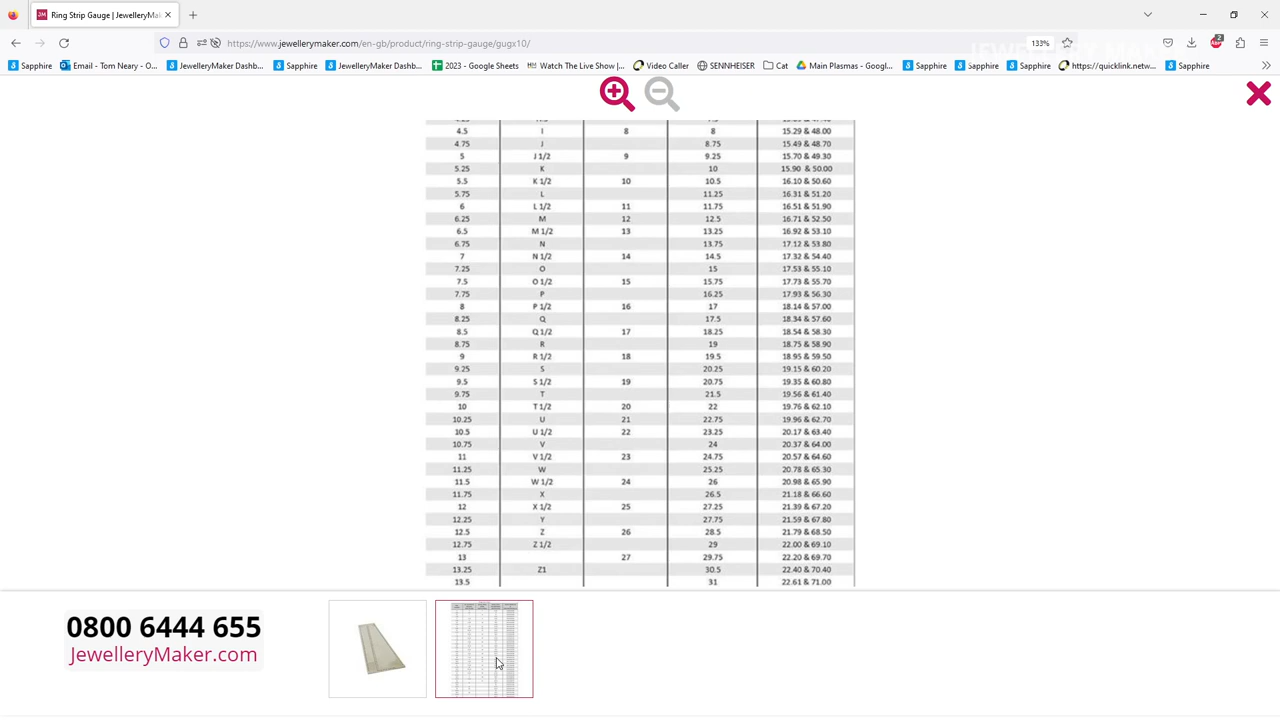 Ring Strip Gauge | JewelleryMa
https://www.jewellerymaker.com/en-gb/product/ring-strip-gauge/gugx10/
133%
2
Sapphire Email - Tom Neary - O... JewelleryMaker Dashb... Sapphire JewelleryMaker Dashb... 2023 - Google Sheets Watch The Live Show |... Video Caller SENNHEISER Cat Main Plasmas - Googl... Sapphire Sapphire Sapphire https://quicklink.netw... Sapphire
4.5 I 8 8 15.29 & 48.00
4.75 J 8.75 15.49 & 48.70
5 J 1/2 9 9.25 15.70 & 49.30
5.25 K 10 15.90 & 50.00
5.5 K 1/2 10 10.5 16.10 & 50.60
5.75 L 11.25 16.31 & 51.20
6 L 1/2 11 11.75 16.51 & 51.90
6.25 M 12 12.5 16.71 & 52.50
6.5 M 1/2 13 13.25 16.92 & 53.10
6.75 N 13.75 17.12 & 53.80
7 N 1/2 14 14.5 17.32 & 54.40
7.25 O 15 17.53 & 55.10
7.5 O 1/2 15 15.75 17.73 & 55.70
7.75 P 16.25 17.93 & 56.30
8 P 1/2 16 17 18.14 & 57.00
8.25 Q 17.5 18.34 & 57.60
8.5 Q 1/2 17 18.25 18.54 & 58.30
8.75 R 19 18.75 & 58.90
9 R 1/2 18 19.5 18.95 & 59.50
9.25 S 20.25 19.15 & 60.20
9.5 S 1/2 19 20.75 19.35 & 60.80
9.75 T 21.5 19.56 & 61.40
10 T 1/2 20 22 19.76 & 62.10
10.25 U 21 22.75 19.96 & 62.70
10.5 U 1/2 22 23.25 20.17 & 63.40
10.75 V 24 20.37 & 64.00
11 V 1/2 23 24.75 20.57 & 64.60
11.25 W 25.25 20.78 & 65.30
11.5 W 1/2 24 26 20.98 & 65.90
11.75 X 26.5 21.18 & 66.60
12 X 1/2 25 27.25 21.39 & 67.20
12.25 Y 27.75 21.59 & 67.80
12.5 Z 26 28.5 21.79 & 68.50
12.75 Z 1/2 29 22.00 & 69.10
13 27 29.75 22.20 & 69.70
13.25 Z1 30.5 22.40 & 70.40
13.5 31 22.61 & 71.00
0800 6444 655
JewelleryMaker.com